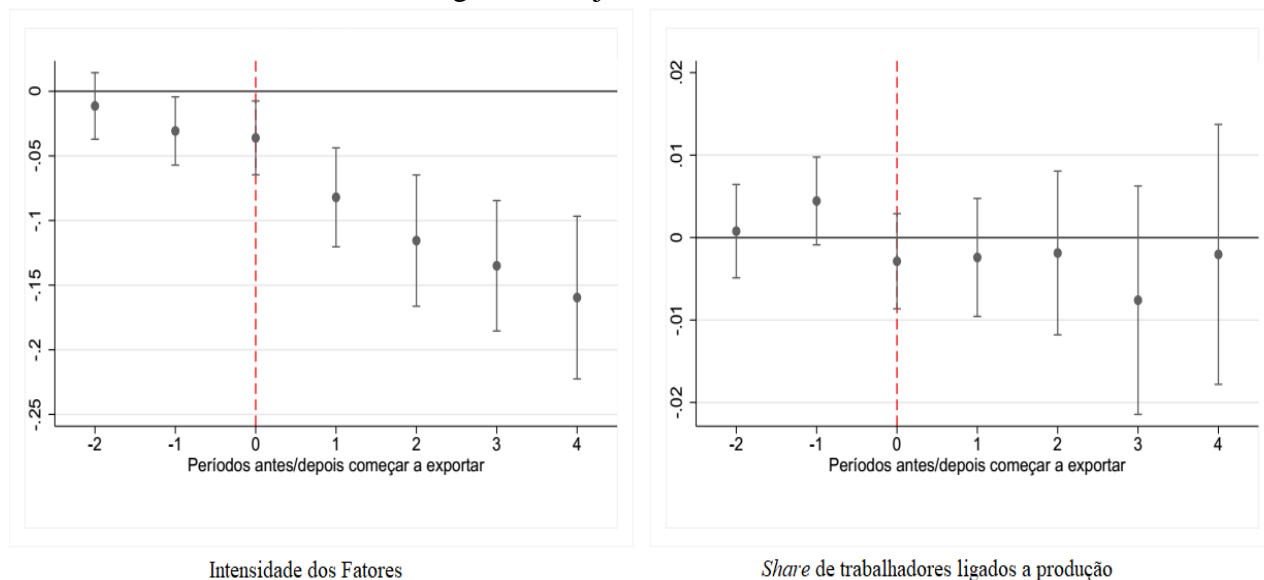 0
-.05
-.1
-.15
-.2
-.25
-2 -1 0 1 2 3 4
Períodos antes/depois começar a exportar
Intensidade dos Fatores
.02
.01
0
-.01
-.02
-2 -1 0 1 2 3 4
Períodos antes/depois começar a exportar
Share de trabalhadores ligados a produção